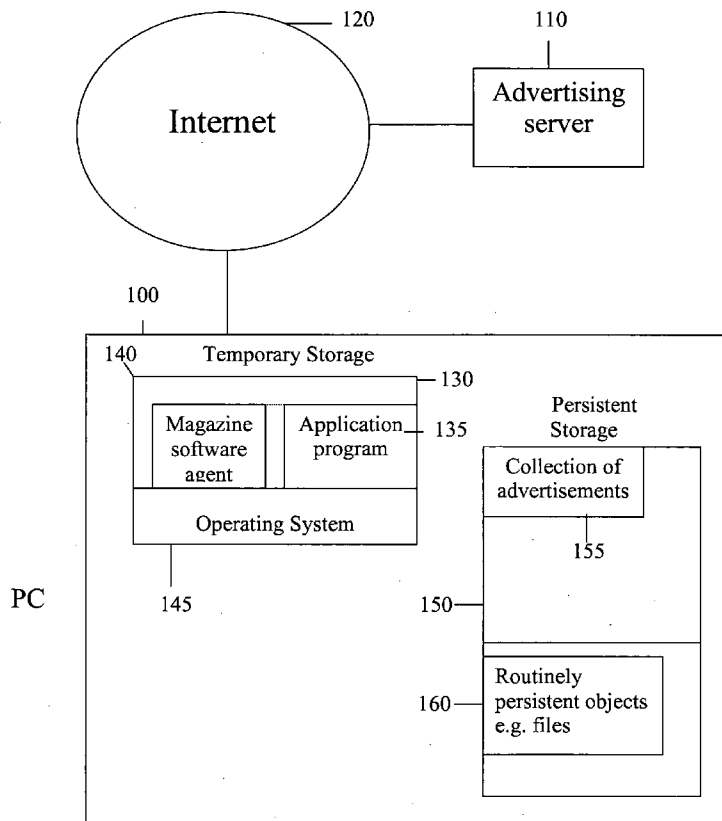 120
110
Internet
Advertising
server
100
140
Temporary Storage
130
Magazine
software
agent
Application
program
135
Operating System
145
Persistent
Storage
Collection of
advertisements
155
PC
150
160
Routinely
persistent objects
e.g. files